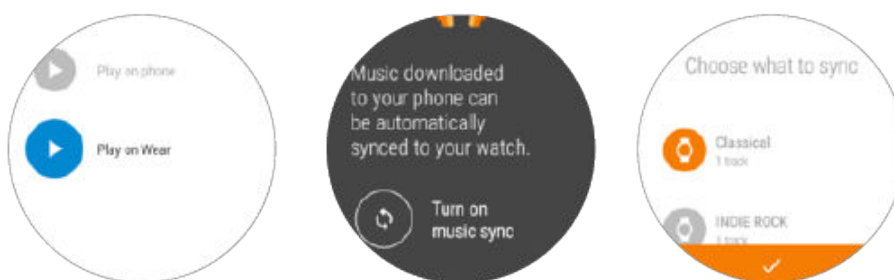 Play on phone
Play on Wear
Music downloaded
to your phone can
be automatically
synced to your watch.
Turn on
music sync
Choose what to sync
Classical
1 track
INDIE ROCK
1 track